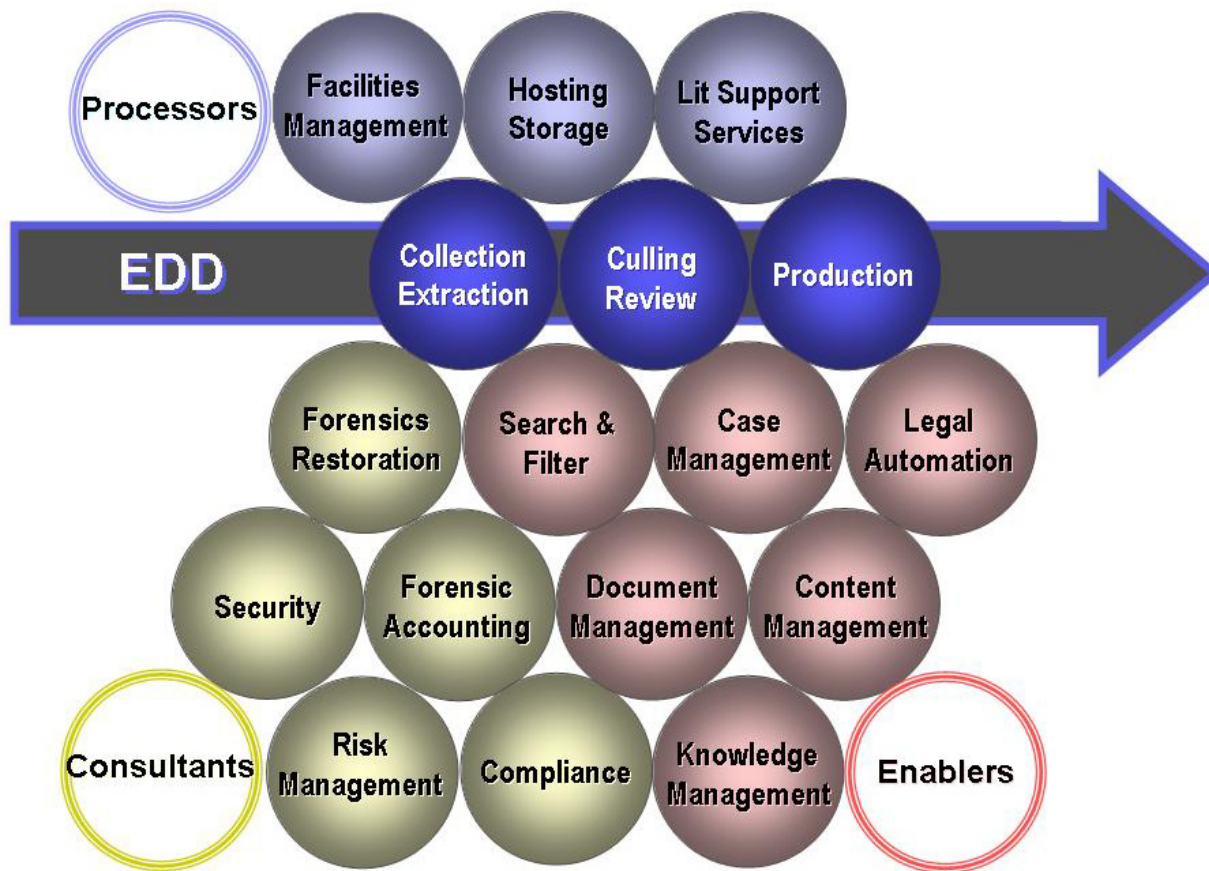 Processors
Facilities
Management
Hosting
Storage
Lit Support
Services
EDD
Collection
Extraction
Culling
Review
Production
Forensics
Restoration
Search &
Filter
Case
Management
Legal
Automation
Security
Forensic
Accounting
Document
Management
Content
Management
Consultants
Risk
Management
Compliance
Knowledge
Management
Enablers